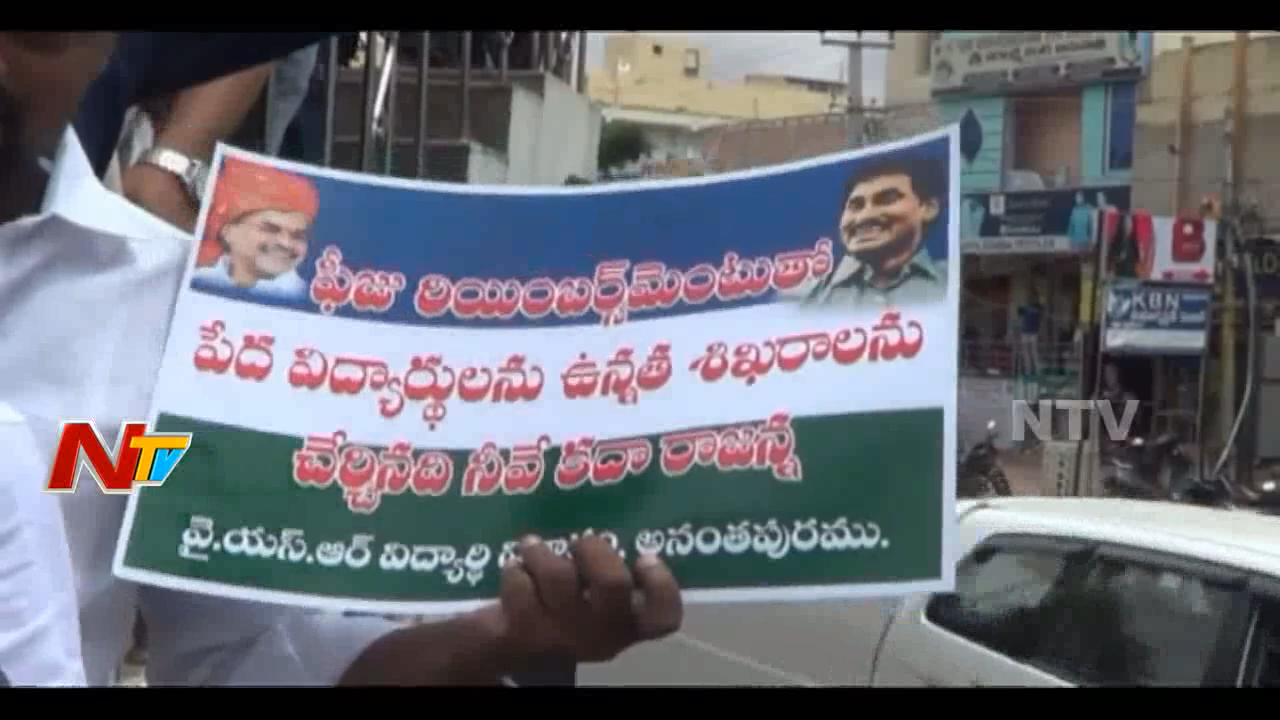 ఫీజు రియింబర్స్‌మెంటుతో
పేద విద్యార్థులను ఉన్నత శిఖరాలను
చేర్చినది నీవే కదా రాజన్న
వై.యస్.ఆర్ విద్యార్థి అనంతపురము.
NTV
NTV
KBN
B